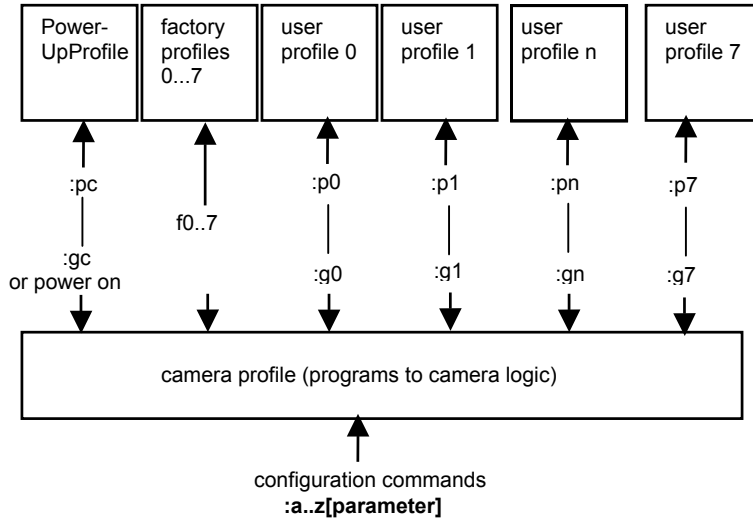 Power-
UpProfile
factory
profiles
0...7
user
profile 0
user
profile 1
user
profile n
user
profile 7
:pc
:p0
:p1
:pn
:p7
f0..7
:gc
or power on
:g0
:g1
:gn
:g7
camera profile (programs to camera logic)
configuration commands
:a..z[parameter]